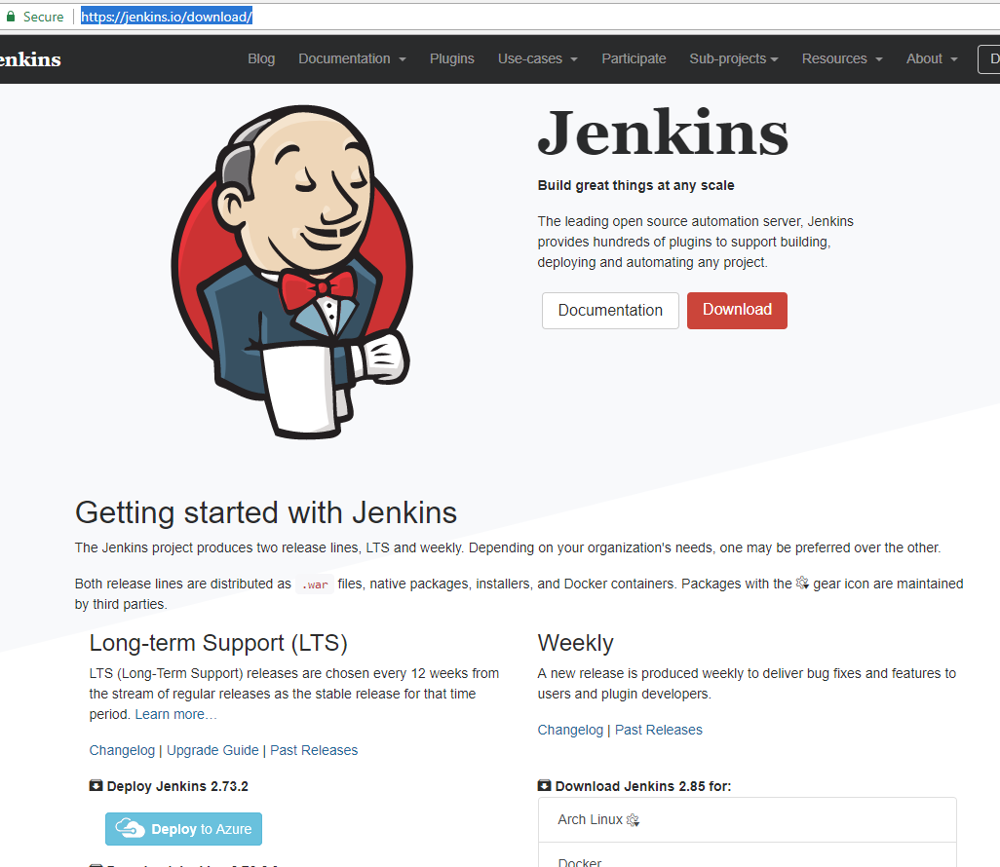 Secure | https://jenkins.io/download/
enkins Blog Documentation Plugins Use-cases Participate Sub-projects Resources About D
Jenkins
Build great things at any scale
The leading open source automation server, Jenkins
provides hundreds of plugins to support building,
deploying and automating any project.
Documentation Download
Getting started with Jenkins
The Jenkins project produces two release lines, LTS and weekly. Depending on your organization's needs, one may be preferred over the other.
Both release lines are distributed as .war files, native packages, installers, and Docker containers. Packages with the gear icon are maintained
by third parties.
Long-term Support (LTS)
LTS (Long-Term Support) releases are chosen every 12 weeks from
the stream of regular releases as the stable release for that time
period. Learn more…
Changelog | Upgrade Guide | Past Releases
Deploy Jenkins 2.73.2
Deploy to Azure
Weekly
A new release is produced weekly to deliver bug fixes and features to
users and plugin developers.
Changelog | Past Releases
Download Jenkins 2.85 for:
Arch Linux
Docker